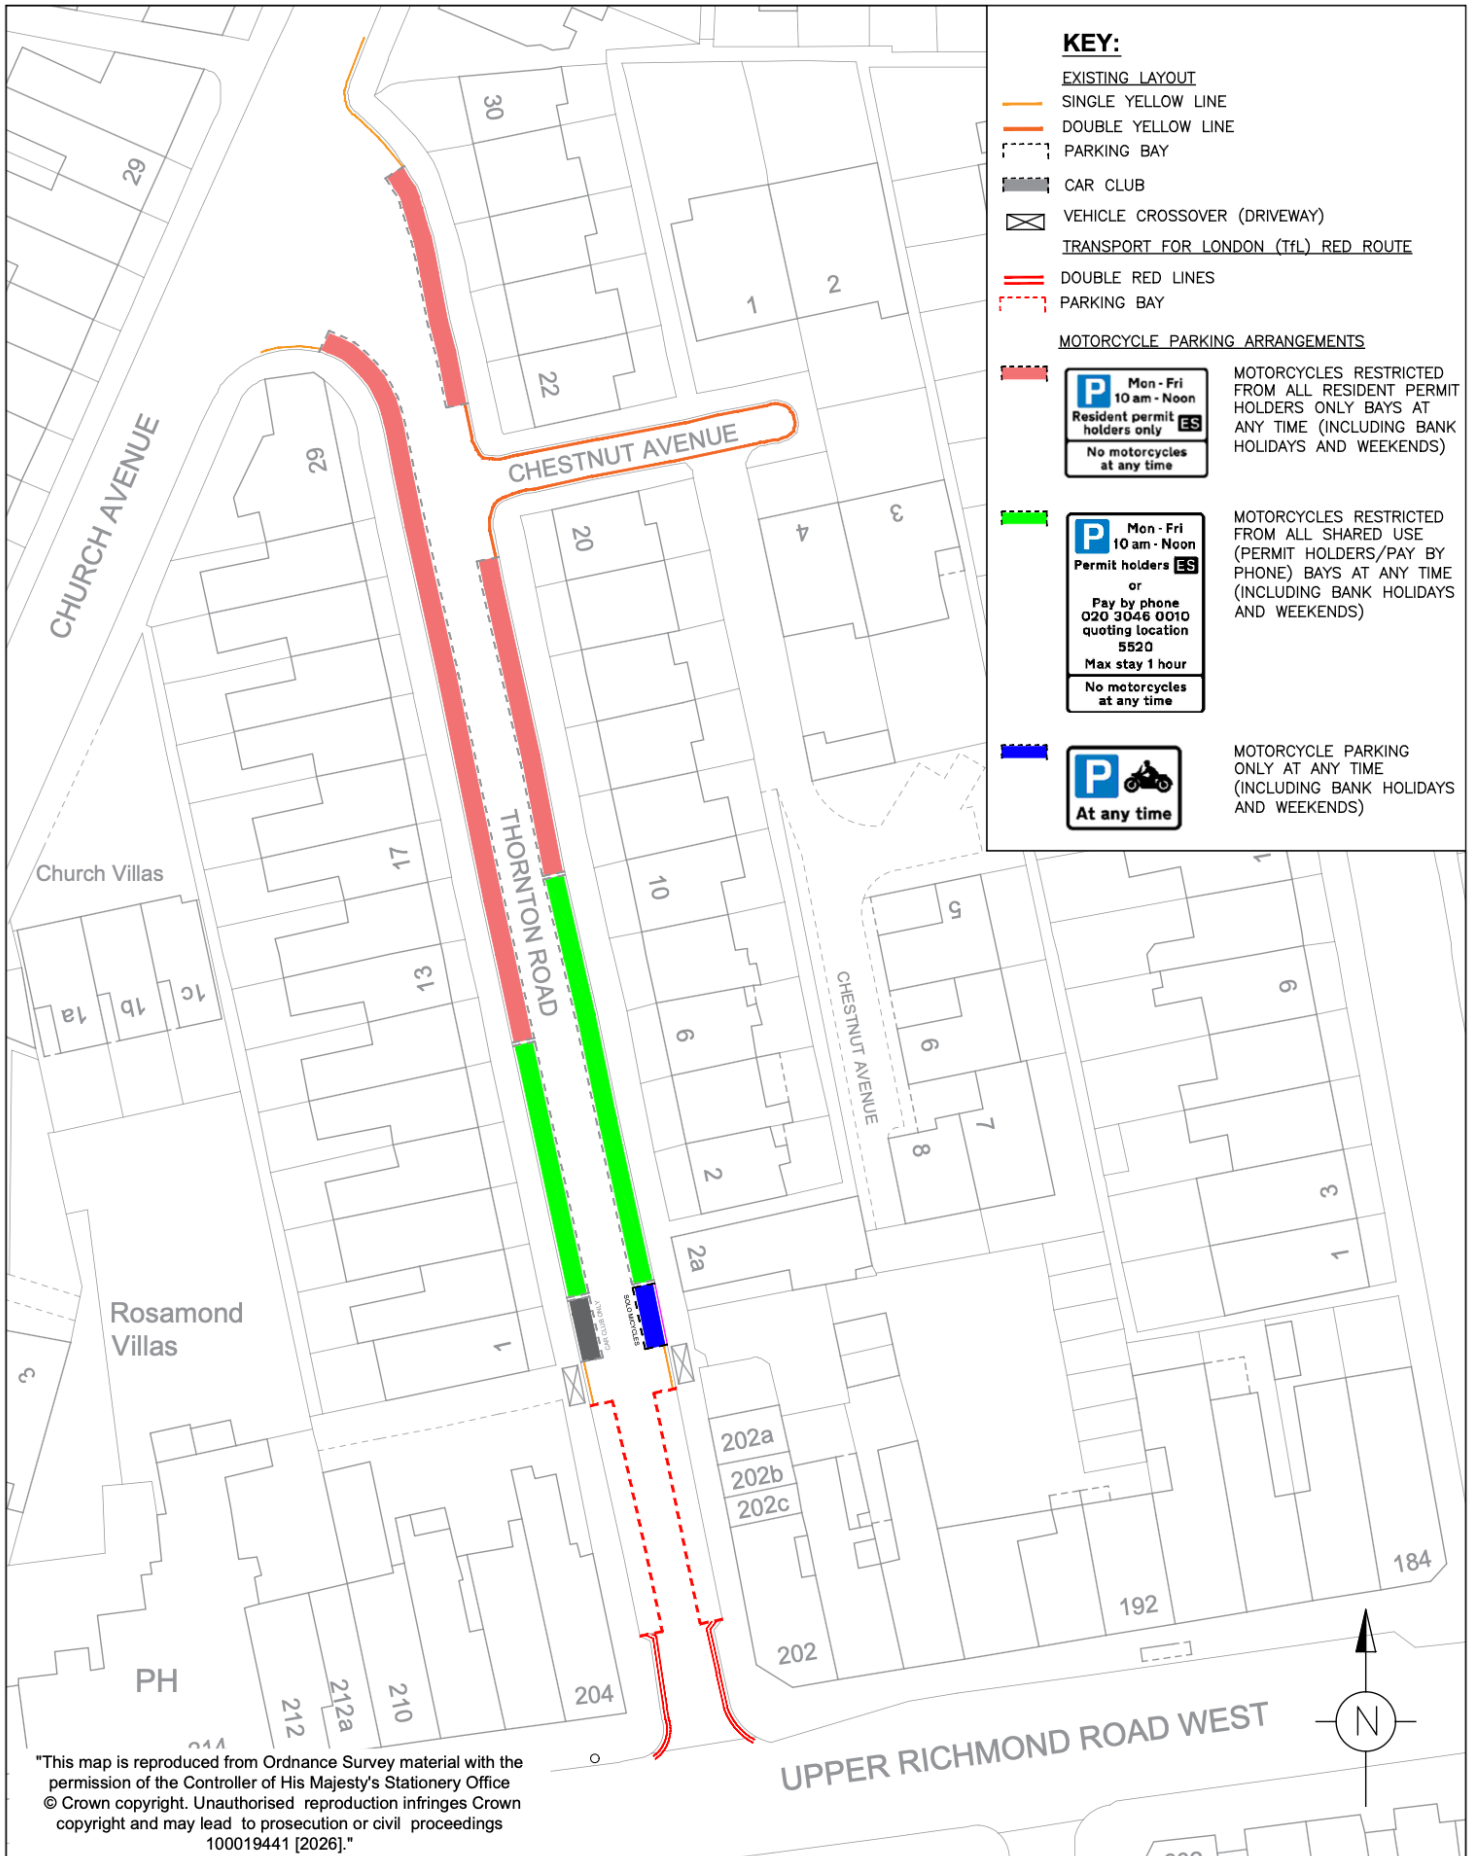 KEY:
EXISTING LAYOUT
SINGLE YELLOW LINE
DOUBLE YELLOW LINE
PARKING BAY
CAR CLUB
VEHICLE CROSSOVER (DRIVEWAY)
TRANSPORT FOR LONDON (TfL) RED ROUTE
DOUBLE RED LINES
PARKING BAY
MOTORCYCLE PARKING ARRANGEMENTS
P Mon - Fri
10 am - Noon
Resident permit
holders only ES
No motorcycles
at any time
MOTORCYCLES RESTRICTED
FROM ALL RESIDENT PERMIT
HOLDERS ONLY BAYS AT
ANY TIME (INCLUDING BANK
HOLIDAYS AND WEEKENDS)
P Mon - Fri
10 am - Noon
Permit holders ES
or
Pay by phone
020 3046 0010
quoting location
5520
Max stay 1 hour
No motorcycles
at any time
MOTORCYCLES RESTRICTED
FROM ALL SHARED USE
(PERMIT HOLDERS/PAY BY
PHONE) BAYS AT ANY TIME
(INCLUDING BANK HOLIDAYS
AND WEEKENDS)
P
At any time
MOTORCYCLE PARKING
ONLY AT ANY TIME
(INCLUDING BANK HOLIDAYS
AND WEEKENDS)
30
29
1
2
22
CHESTNUT AVENUE
CHURCH AVENUE
29
20
4
3
THORNTON ROAD
17
Church Villas
10
5
1
13
CHESTNUT AVENUE
1a
1b
1c
6
6
9
7
8
2
3
1
2a
Rosamond
Villas
CAR CLUB ONLY
SOLO M/CYCLES
1
3
202a
202b
202c
184
192
202
PH
212
212a
210
204
214
N
UPPER RICHMOND ROAD WEST
"This map is reproduced from Ordnance Survey material with the
permission of the Controller of His Majesty's Stationery Office
© Crown copyright. Unauthorised reproduction infringes Crown
copyright and may lead to prosecution or civil proceedings
100019441 [2026]."